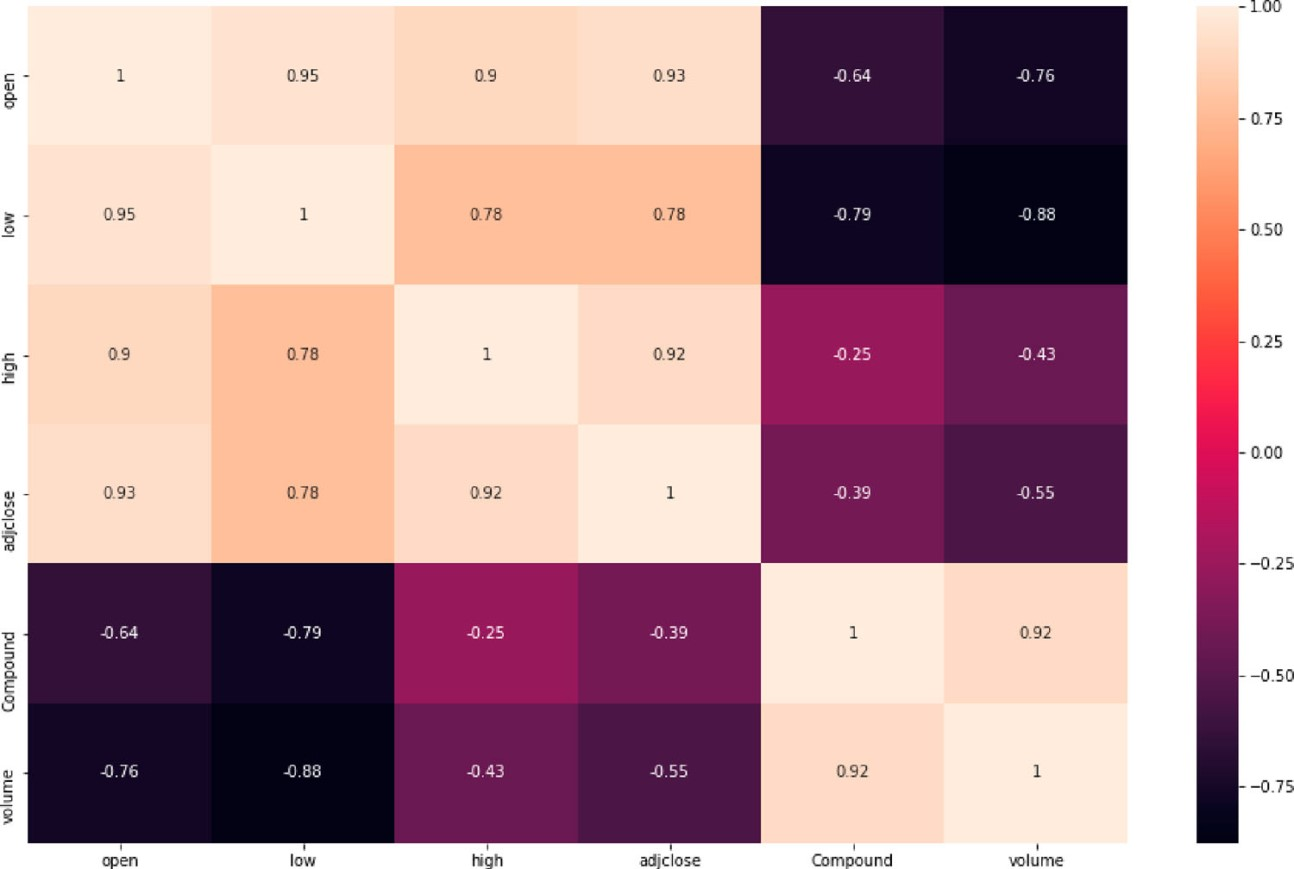 open 1 0.95 0.9 0.93 -0.64 -0.76
low 0.95 1 0.78 0.78 -0.79 -0.88
high 0.9 0.78 1 0.92 -0.25 -0.43
adjclose 0.93 0.78 0.92 1 -0.39 -0.55
Compound -0.64 -0.79 -0.25 -0.39 1 0.92
volume -0.76 -0.88 -0.43 -0.55 0.92 1
open low high adjclose Compound volume
1.00
0.75
0.50
0.25
0.00
−0.25
−0.50
−0.75